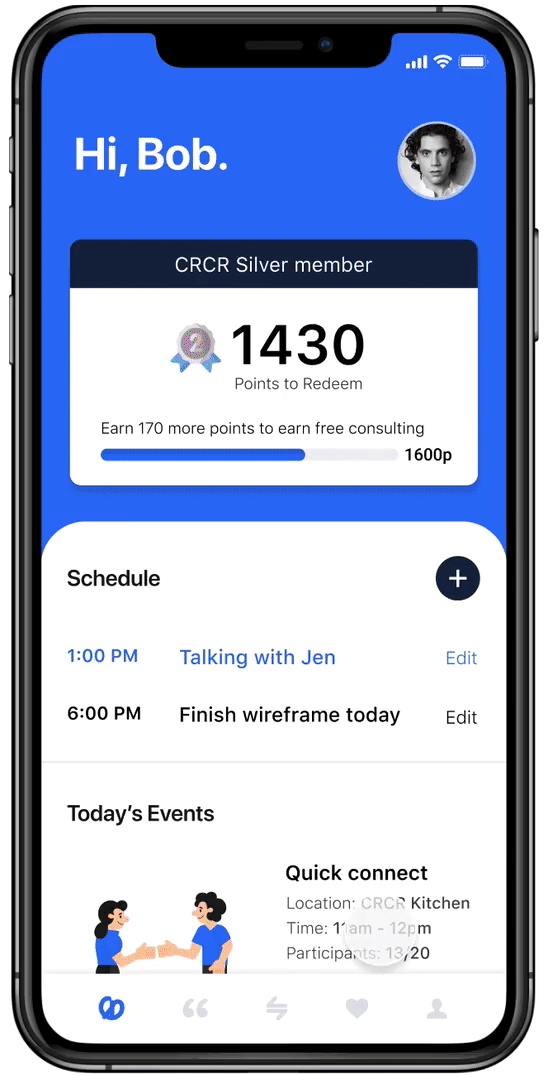 Hi, Bob.
CRCR Silver member
2
1430
Points to Redeem
Earn 170 more points to earn free consulting
1600p
Schedule
+
1:00 PM Talking with Jen Edit
6:00 PM Finish wireframe today Edit
Today’s Events
Quick connect
Location: CRCR Kitchen
Time: 11am - 12pm
Participants: 13/20